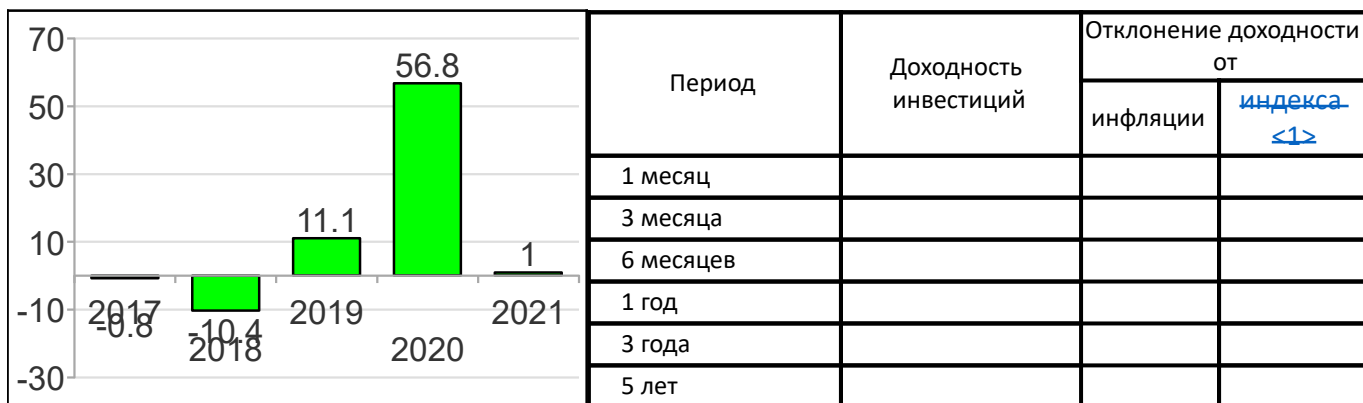 70
50
30
10
-10
-30
56.8
11.1
1
-0.8
-10.4
2017
2018
2019
2020
2021
Период
Доходность
инвестиций
Отклонение доходности
от
инфляции
индекса
<1>
1 месяц
3 месяца
6 месяцев
1 год
3 года
5 лет